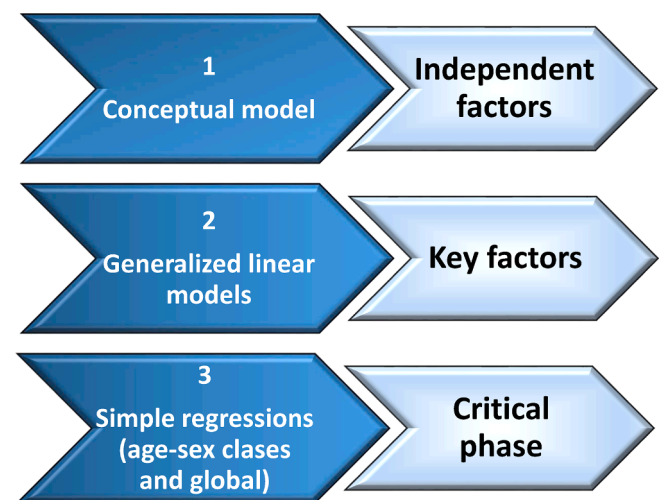 1
Conceptual model
Independent
factors
2
Generalized linear
models
Key factors
3
Simple regressions
(age-sex clases
and global)
Critical
phase